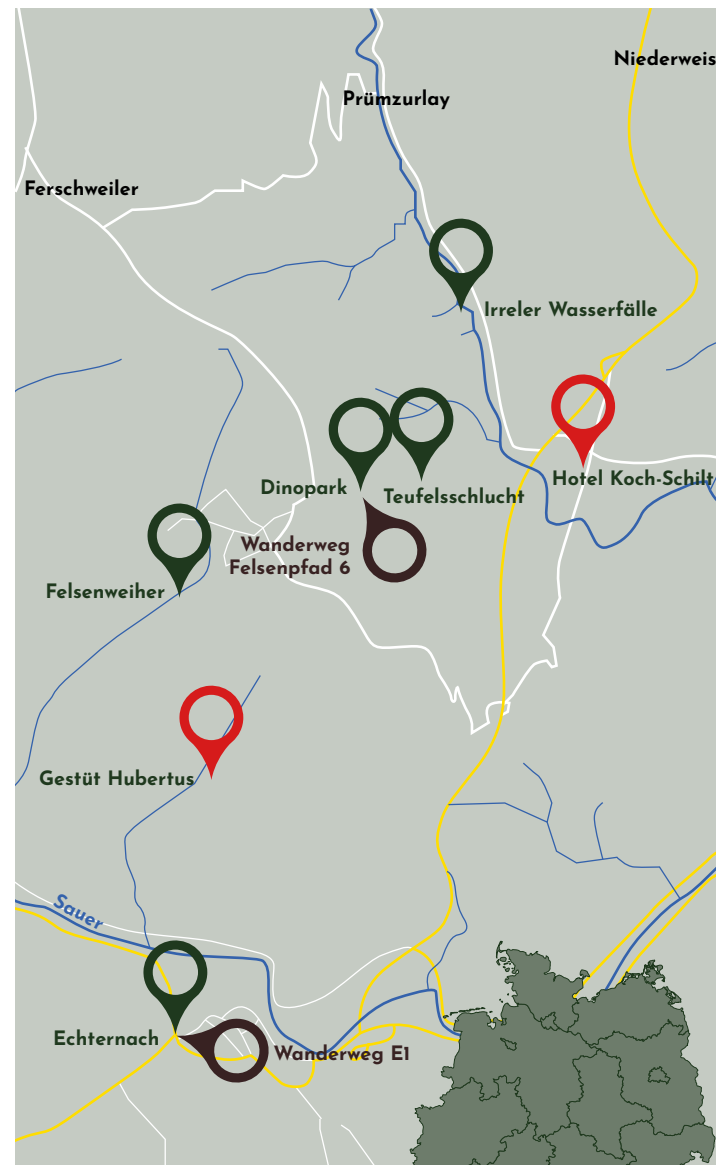 Niederweis
Prümzurlay
Ferschweiler
Irreler Wasserfälle
Hotel Koch-Schilt
Dinopark
Teufelsschlucht
Wanderweg
Felsenpfad 6
Felsenweiher
Gestüt Hubertus
Sauer
Echternach
Wanderweg E1